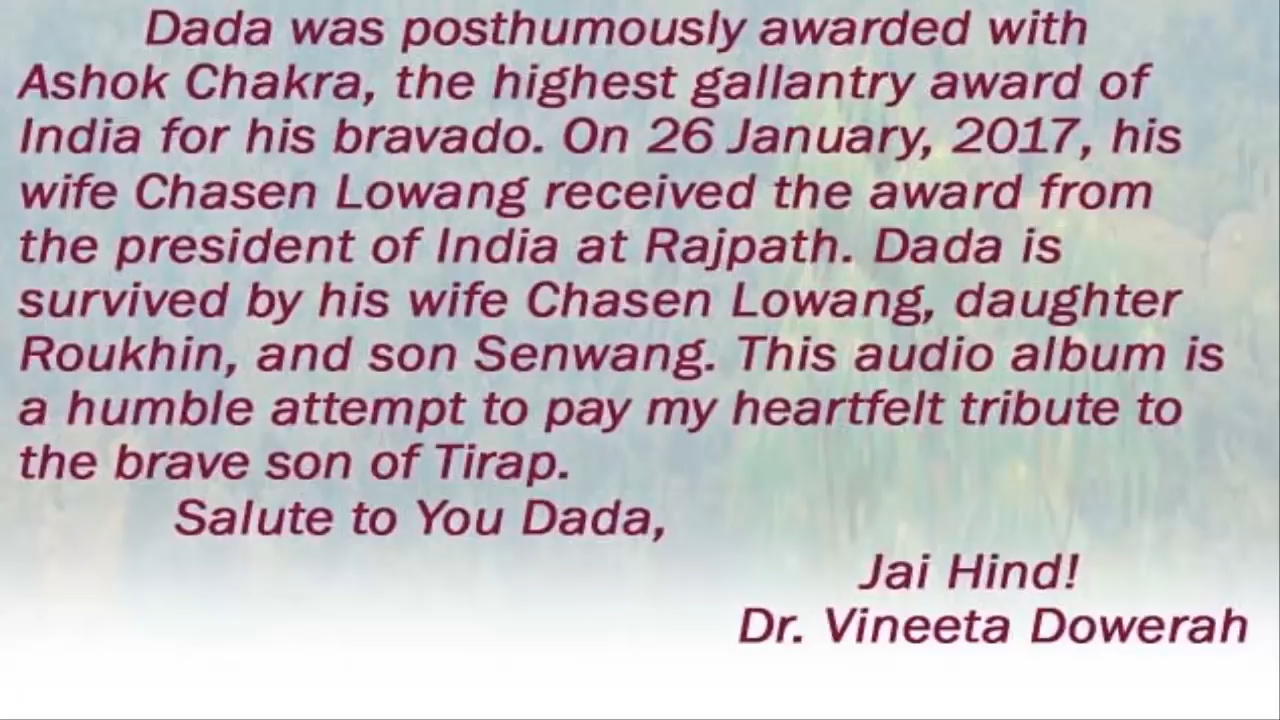 Dada was posthumously awarded with
Ashok Chakra, the highest gallantry award of
India for his bravado. On 26 January, 2017, his
wife Chasen Lowang received the award from
the president of India at Rajpath. Dada is
survived by his wife Chasen Lowang, daughter
Roukhin, and son Senwang. This audio album is
a humble attempt to pay my heartfelt tribute to
the brave son of Tirap.
Salute to You Dada,
Jai Hind!
Dr. Vineeta Dowerah